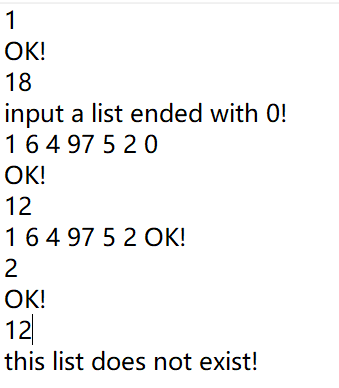 1
OK!
18
input a list ended with 0!
1 6 4 97 5 2 0
OK!
12
1 6 4 97 5 2 OK!
2
OK!
12
this list does not exist!